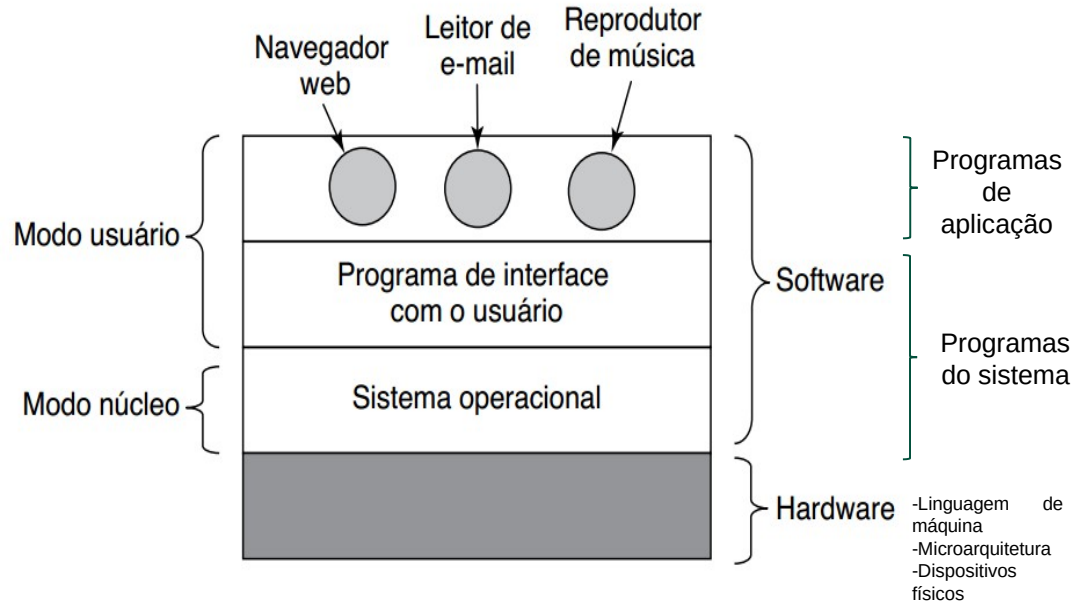 Navegador
web
Leitor de
e-mail
Reprodutor
de música
Modo usuário
Programa de interface
com o usuário
Modo núcleo
Sistema operacional
Software
Hardware
Programas
de
aplicação
Programas
do sistema
-Linguagem de
máquina
-Microarquitetura
-Dispositivos
físicos